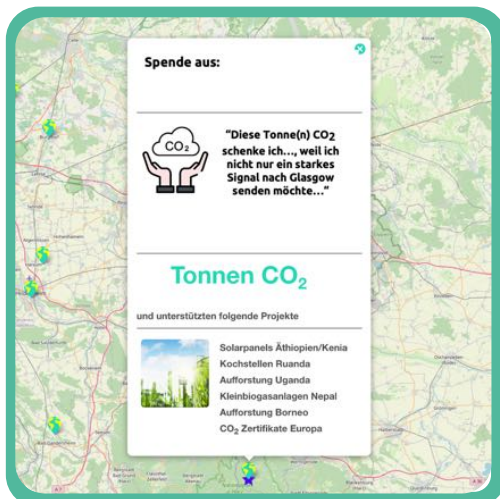 Spende aus:
CO₂
"Diese Tonne(n) CO₂
schenke ich…, weil ich
nicht nur ein starkes
Signal nach Glasgow
senden möchte…"
Tonnen CO₂
und unterstützten folgende Projekte
Solarpanels Äthiopien/Kenia
Kochstellen Ruanda
Aufforstung Uganda
Kleinbiogasanlagen Nepal
Aufforstung Borneo
CO₂ Zertifikate Europa